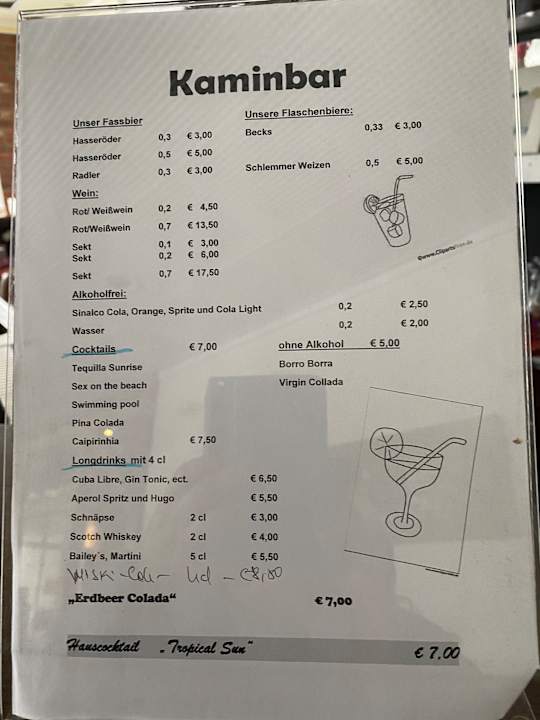 Kaminbar
Unser Fassbier
Hasseröder 0,3 € 3,00
Hasseröder 0,5 € 5,00
Radler 0,3 € 3,00
Unsere Flaschenbiere:
Becks 0,33 € 3,00
Schlemmer Weizen 0,5 € 5,00
Wein:
Rot/ Weißwein 0,2 € 4,50
Rot/Weißwein 0,7 € 13,50
Sekt 0,1 € 3,00
Sekt 0,2 € 6,00
Sekt 0,7 € 17,50
Alkoholfrei:
Sinalco Cola, Orange, Sprite und Cola Light 0,2 € 2,50
Wasser 0,2 € 2,00
Cocktails € 7,00
Tequilla Sunrise
Sex on the beach
Swimming pool
Pina Colada
Caipirinhia € 7,50
ohne Alkohol € 5,00
Borro Borra
Virgin Collada
Longdrinks mit 4 cl
Cuba Libre, Gin Tonic, ect. € 6,50
Aperol Spritz und Hugo € 5,50
Schnäpse 2 cl € 3,00
Scotch Whiskey 2 cl € 4,00
Bailey´s, Martini 5 cl € 5,50
Wiski-Cola - 4cl -
„Erdbeer Colada“ € 7,00
Hauscocktail „Tropical Sun“ € 7,00